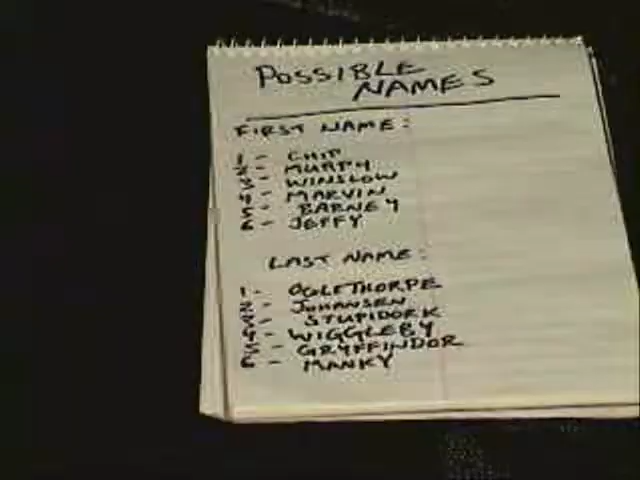 POSSIBLE
NAMES
FIRST NAME:
1 - CHIP
2 - MURPH
3 - WINSLOW
4 - MARVIN
5 - BARNEY
6 - JEFFY
LAST NAME:
1 - OGLETHORPE
2 - JOHANSEN
3 - STUPIDORK
4 - WIGGLEBY
5 - GRYFFINDOR
6 - MANKY